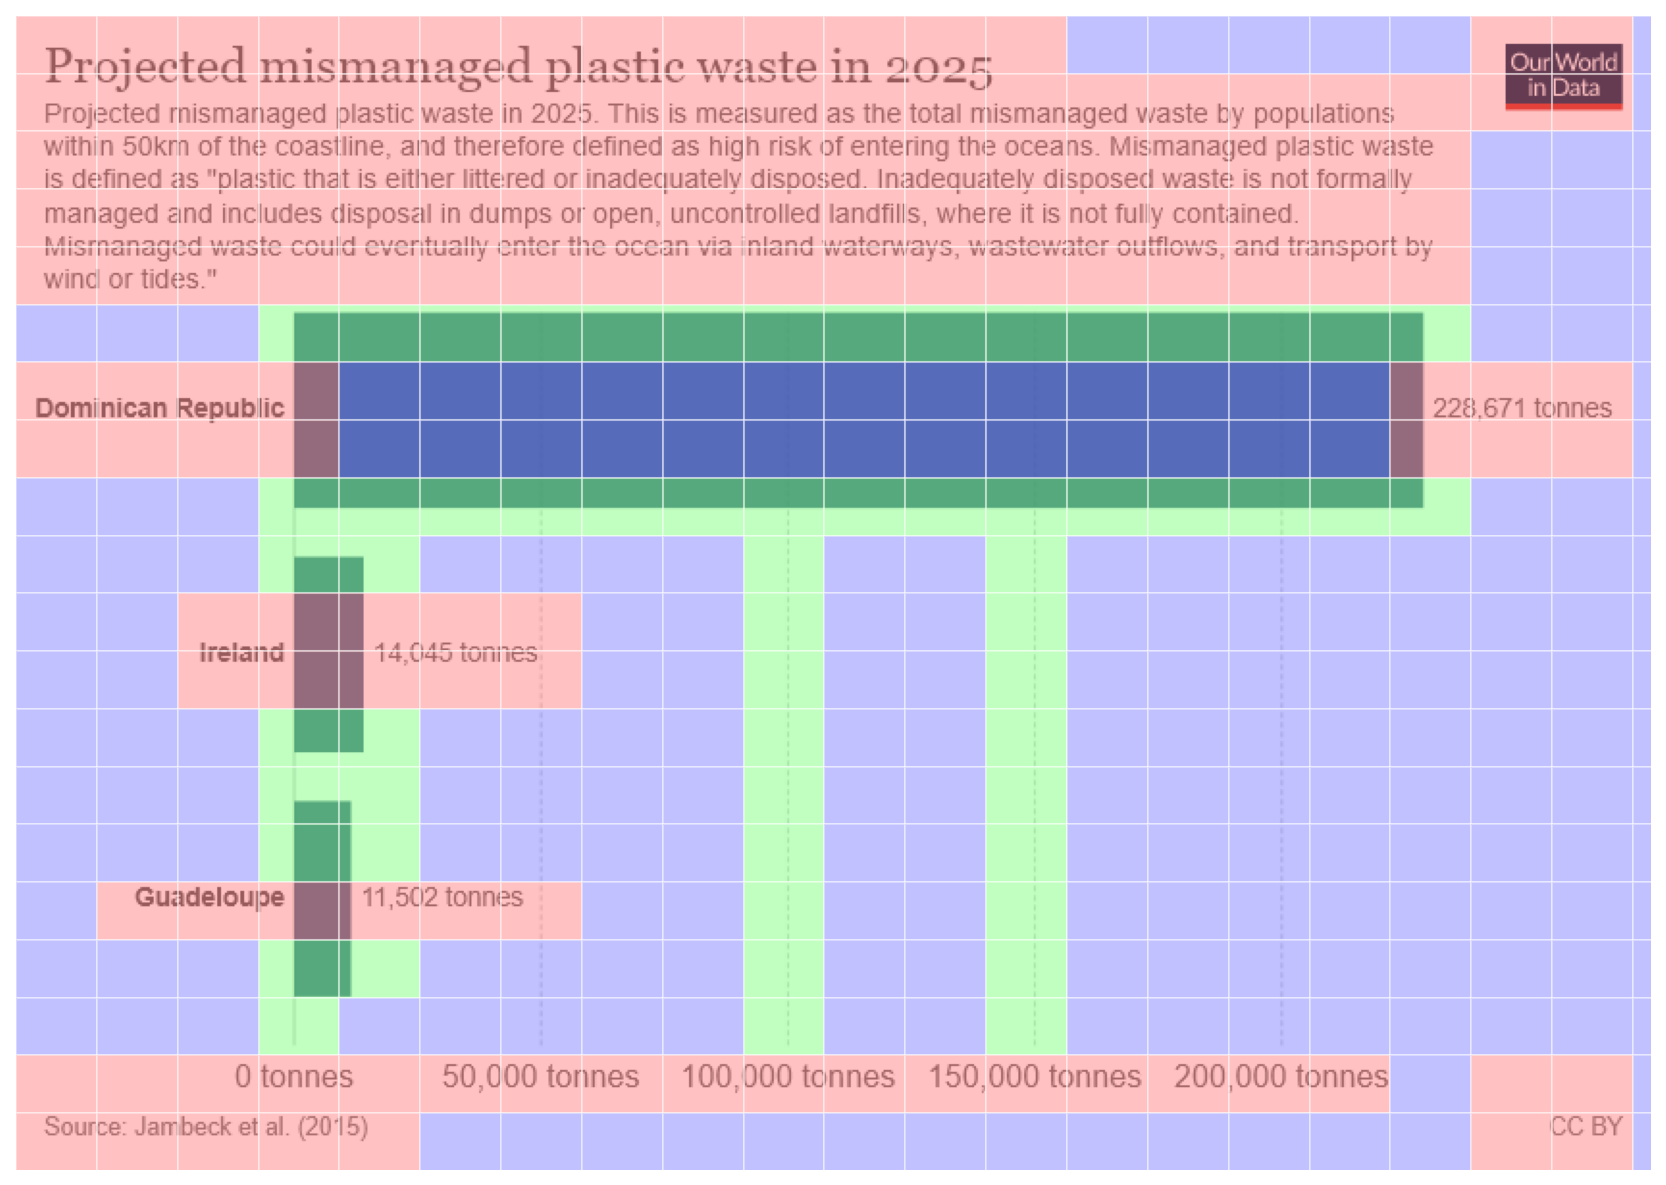 Projected mismanaged plastic waste in 2025
Our World
in Data
Projected mismanaged plastic waste in 2025. This is measured as the total mismanaged waste by populations
within 50km of the coastline, and therefore defined as high risk of entering the oceans. Mismanaged plastic waste
is defined as "plastic that is either littered or inadequately disposed. Inadequately disposed waste is not formally
managed and includes disposal in dumps or open, uncontrolled landfills, where it is not fully contained.
Mismanaged waste could eventually enter the ocean via inland waterways, wastewater outflows, and transport by
wind or tides."
Dominican Republic 228,671 tonnes
Ireland 14,045 tonnes
Guadeloupe 11,502 tonnes
0 tonnes 50,000 tonnes 100,000 tonnes 150,000 tonnes 200,000 tonnes
Source: Jambeck et al. (2015) CC BY